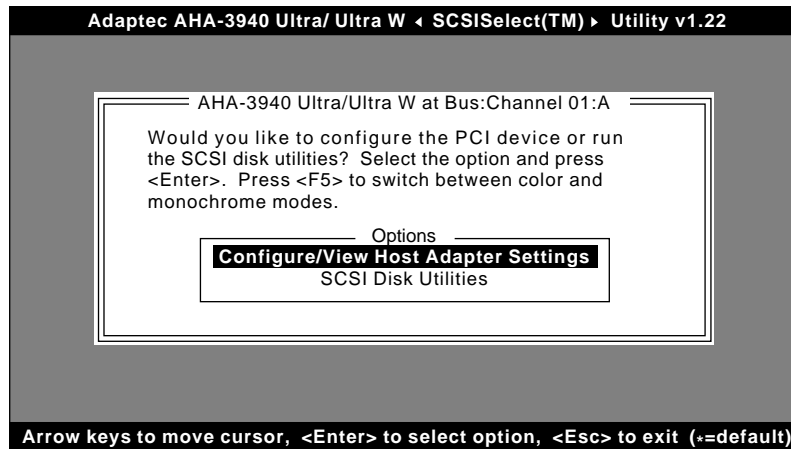 Adaptec AHA-3940 Ultra/ Ultra W ◂ SCSISelect(TM) ▸ Utility v1.22
AHA-3940 Ultra/Ultra W at Bus:Channel 01:A
Would you like to configure the PCI device or run
the SCSI disk utilities? Select the option and press
<Enter>. Press <F5> to switch between color and
monochrome modes.
Options
Configure/View Host Adapter Settings
SCSI Disk Utilities
Arrow keys to move cursor, <Enter> to select option, <Esc> to exit (*=default)